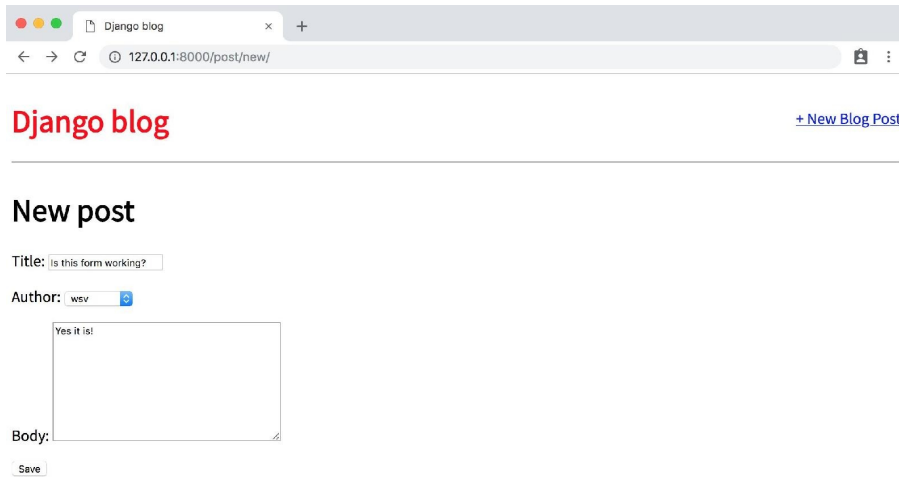 Django blog
127.0.0.1:8000/post/new/
Django blog
+ New Blog Post
New post
Title: Is this form working?
Author: wsv
Yes it is!
Body:
Save